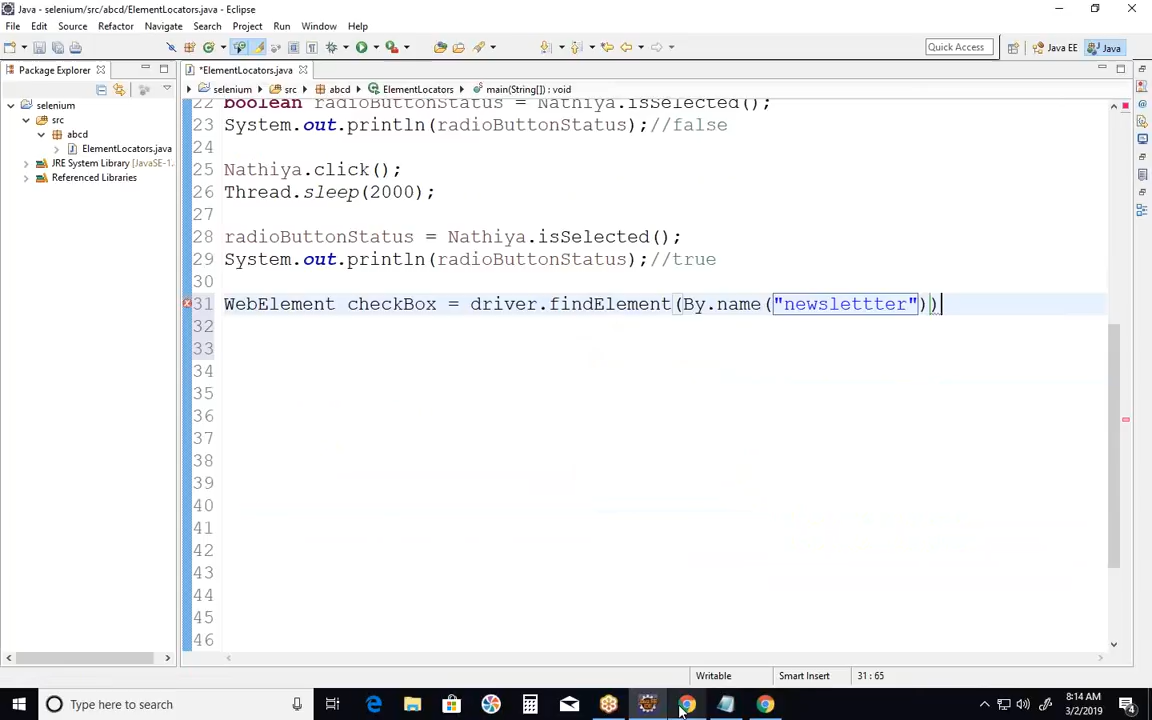 Java - selenium/src/abcd/ElementLocators.java - Eclipse
File Edit Source Refactor Navigate Search Project Run Window Help
Quick Access Java EE Java
Package Explorer *ElementLocators.java
selenium src abcd ElementLocators main(String[]) : void
selenium
src
abcd
ElementLocators.java
JRE System Library [JavaSE-1.
Referenced Libraries
22 boolean radioButtonStatus = Nathiya.isSelected();
23 System.out.println(radioButtonStatus);//false
24
25 Nathiya.click();
26 Thread.sleep(2000);
27
28 radioButtonStatus = Nathiya.isSelected();
29 System.out.println(radioButtonStatus);//true
30
31 WebElement checkBox = driver.findElement(By.name("newslettter"))
32
33
34
35
36
37
38
39
40
41
42
43
44
45
46
Writable Smart Insert 31 : 65
Type here to search
8:14 AM
3/2/2019
4